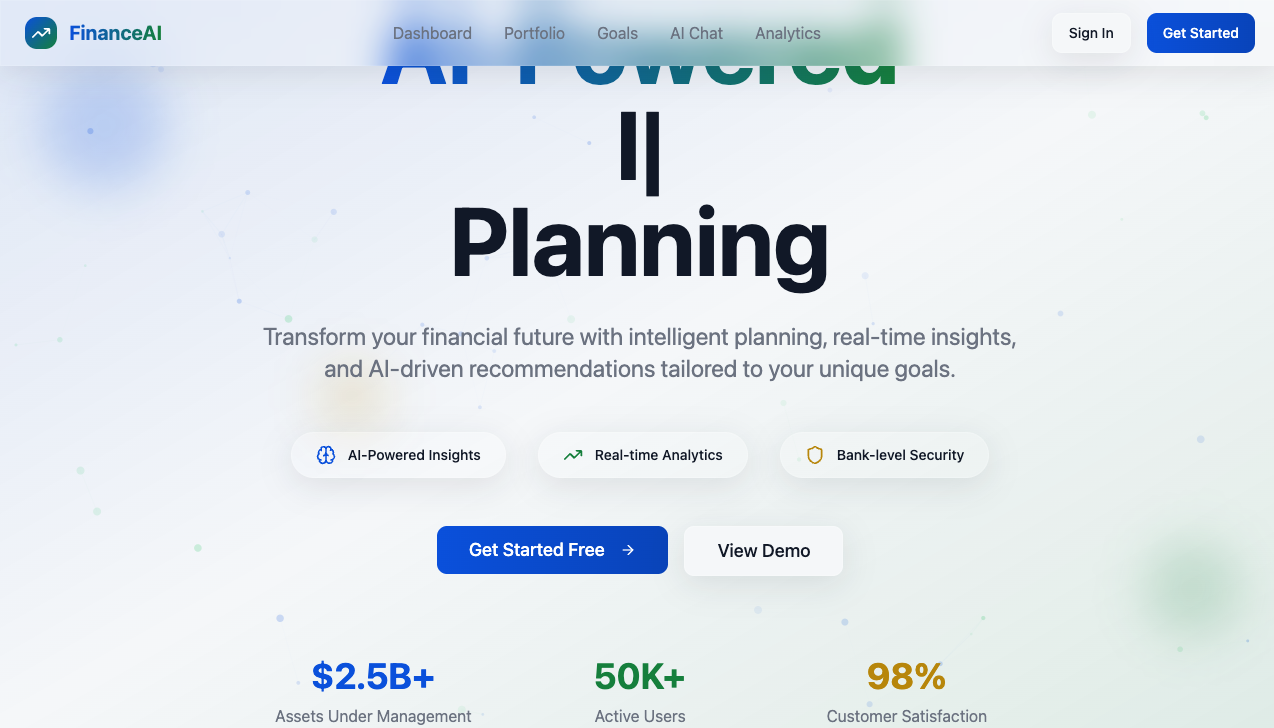 FinanceAI
Dashboard Portfolio Goals AI Chat Analytics
Sign In
Get Started
AI-Powered
I|
Planning
Transform your financial future with intelligent planning, real-time insights,
and AI-driven recommendations tailored to your unique goals.
AI-Powered Insights
Real-time Analytics
Bank-level Security
Get Started Free →
View Demo
$2.5B+
Assets Under Management
50K+
Active Users
98%
Customer Satisfaction